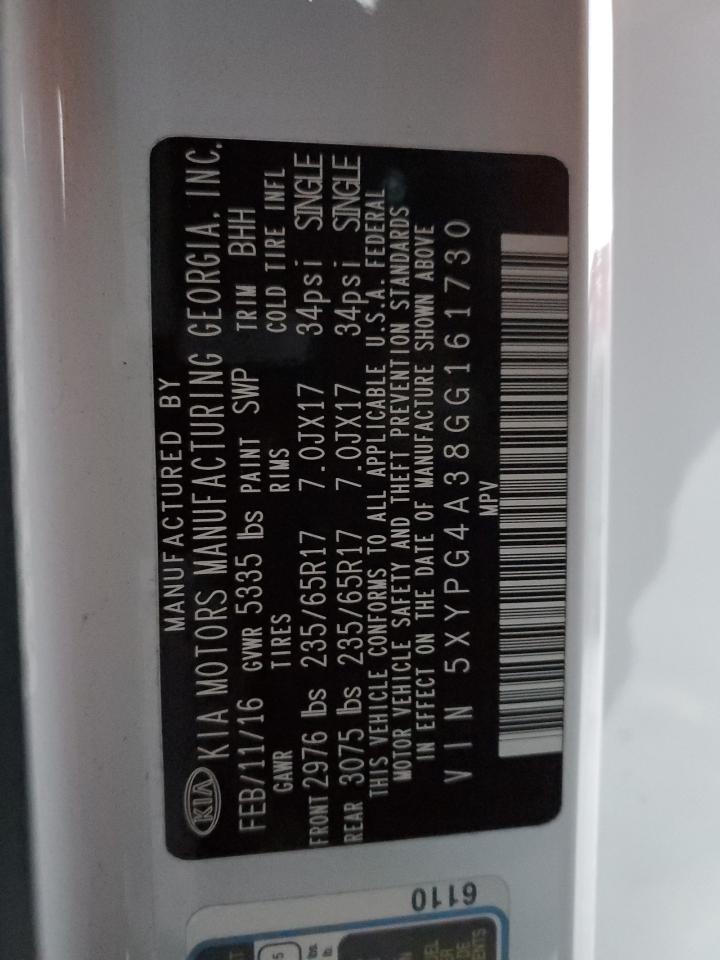 MANUFACTURED BY
KIA KIA MOTORS MANUFACTURING GEORGIA, INC.
FEB/11/16 GVWR 5335 lbs PAINT SWP TRIM BHH
GAWR TIRES RIMS COLD TIRE INFL
FRONT 2976 lbs 235/65R17 7.0JX17 34psi SINGLE
REAR 3075 lbs 235/65R17 7.0JX17 34psi SINGLE
THIS VEHICLE CONFORMS TO ALL APPLICABLE U.S.A. FEDERAL
MOTOR VEHICLE SAFETY AND THEFT PREVENTION STANDARDS
IN EFFECT ON THE DATE OF MANUFACTURE SHOWN ABOVE
VIN 5XYPG4A38GG161730
MPV
6110